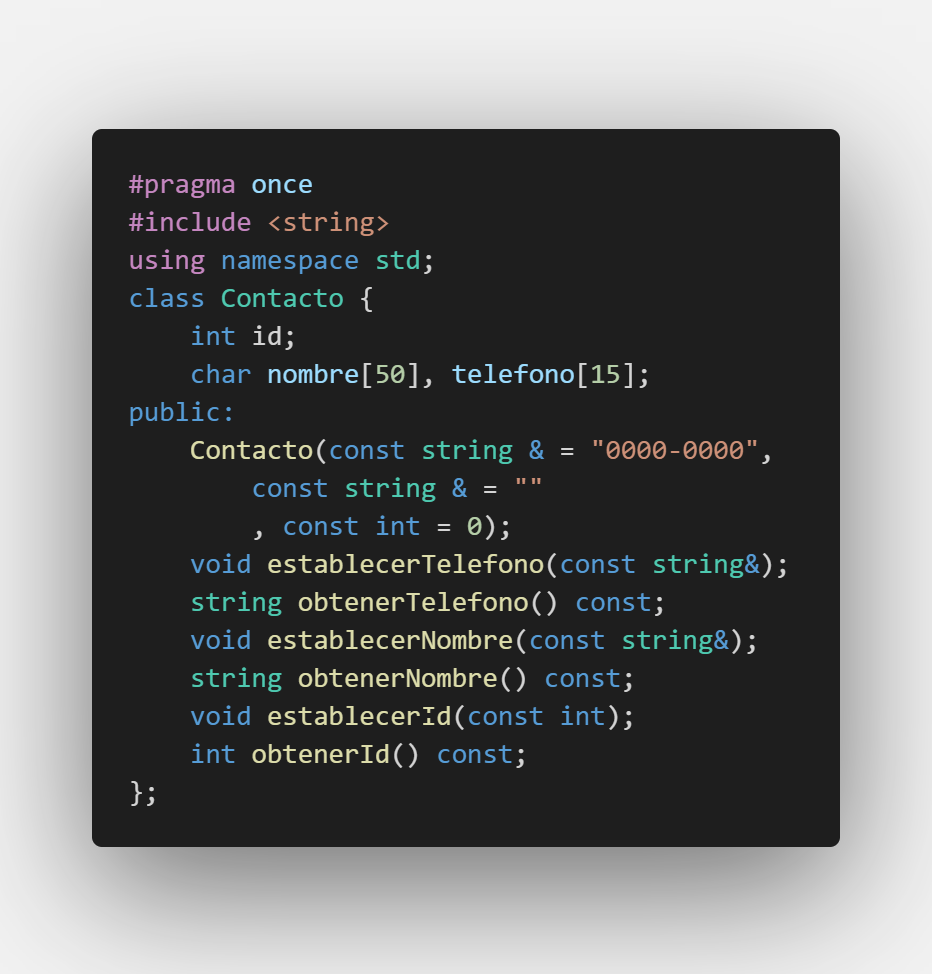 #pragma once
#include <string>
using namespace std;
class Contacto {
    int id;
    char nombre[50], telefono[15];
public:
    Contacto(const string & = "0000-0000",
        const string & = ""
        , const int = 0);
    void establecerTelefono(const string&);
    string obtenerTelefono() const;
    void establecerNombre(const string&);
    string obtenerNombre() const;
    void establecerId(const int);
    int obtenerId() const;
};